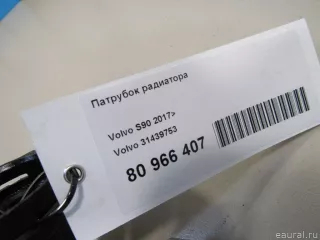 Патрубок радиатора
Volvo S90 2017>
Volvo 31439753
80 966 407
eaural.ru